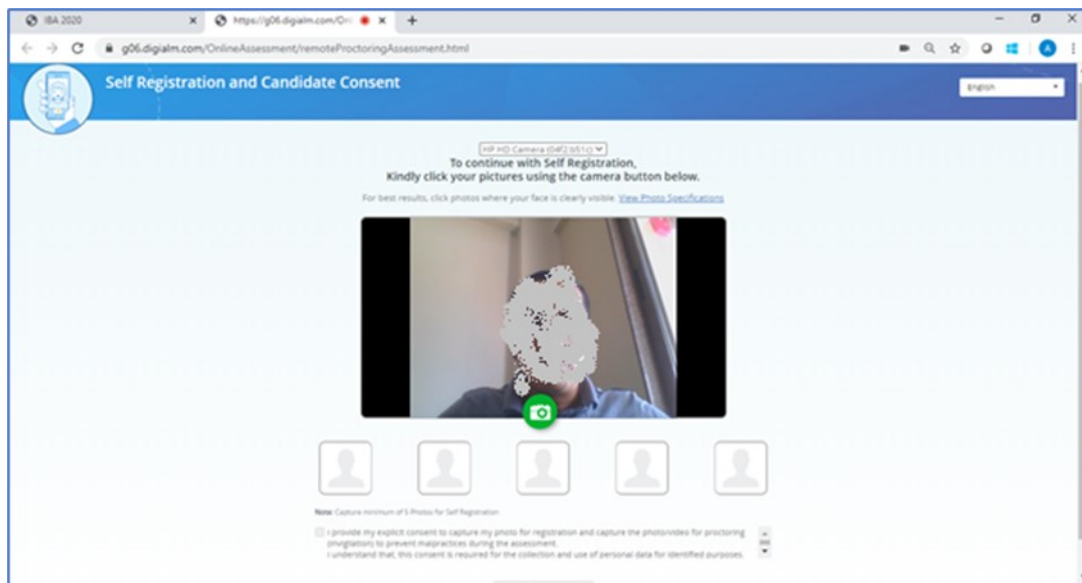 IBA 2020
https://g06.digialm.com/Onl
g06.digialm.com/OnlineAssessment/remoteProctoringAssessment.html
A
Self Registration and Candidate Consent
English
HP HD Camera (04f2:b51c)
To continue with Self Registration,
Kindly click your pictures using the camera button below.
For best results, click photos where your face is clearly visible. View Photo Specifications
Note: Capture minimum of 5 Photos for Self Registration
I provide my explicit consent to capture my photo for registration and capture the photo/video for proctoring
(invigilation) to prevent malpractices during the assessment.
I understand that, this consent is required for the collection and use of personal data for identified purposes.